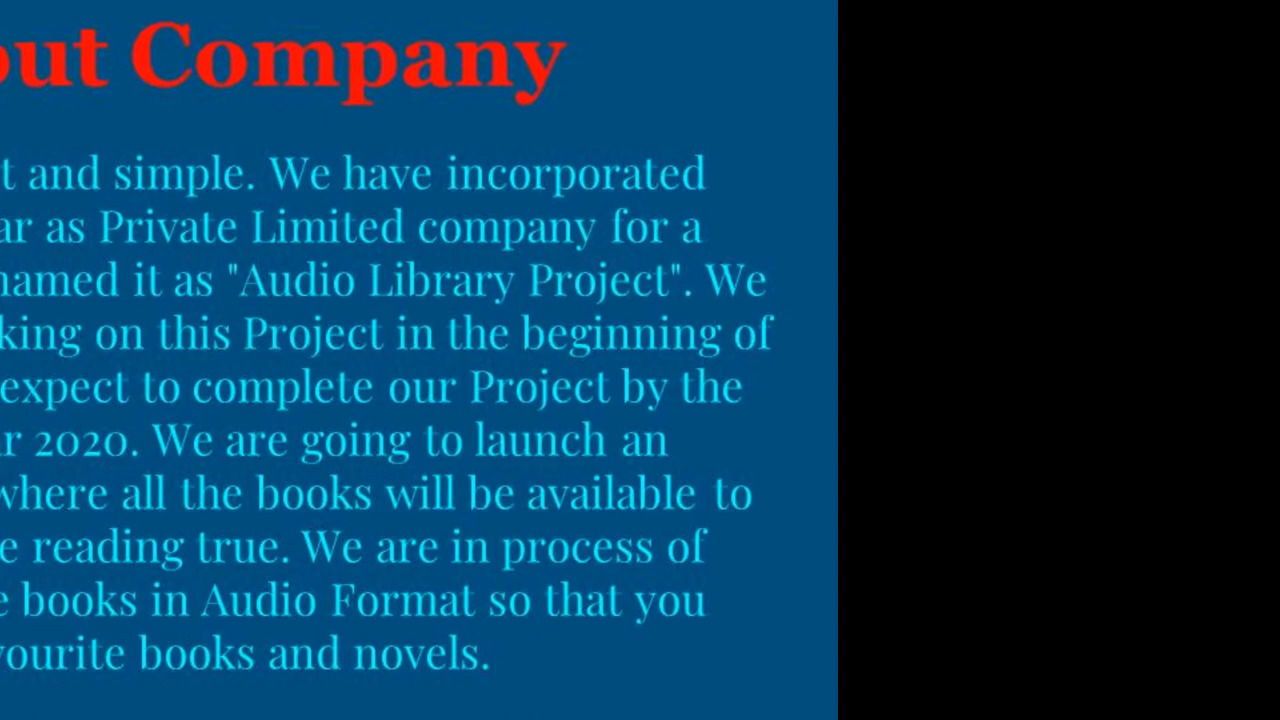 out Company
t and simple. We have incorporated
ar as Private Limited company for a
named it as "Audio Library Project". We
king on this Project in the beginning of
expect to complete our Project by the
r 2020. We are going to launch an
where all the books will be available to
e reading true. We are in process of
e books in Audio Format so that you
vourite books and novels.